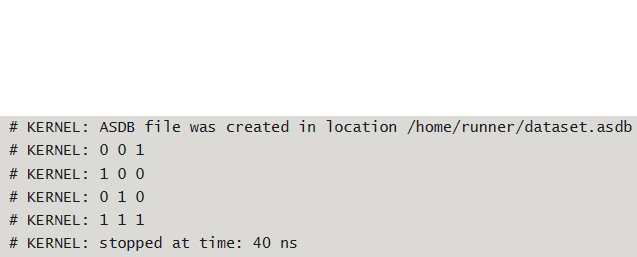 # KERNEL: ASDB file was created in location /home/runner/dataset.asdb
# KERNEL: 0 0 1
# KERNEL: 1 0 0
# KERNEL: 0 1 0
# KERNEL: 1 1 1
# KERNEL: stopped at time: 40 ns